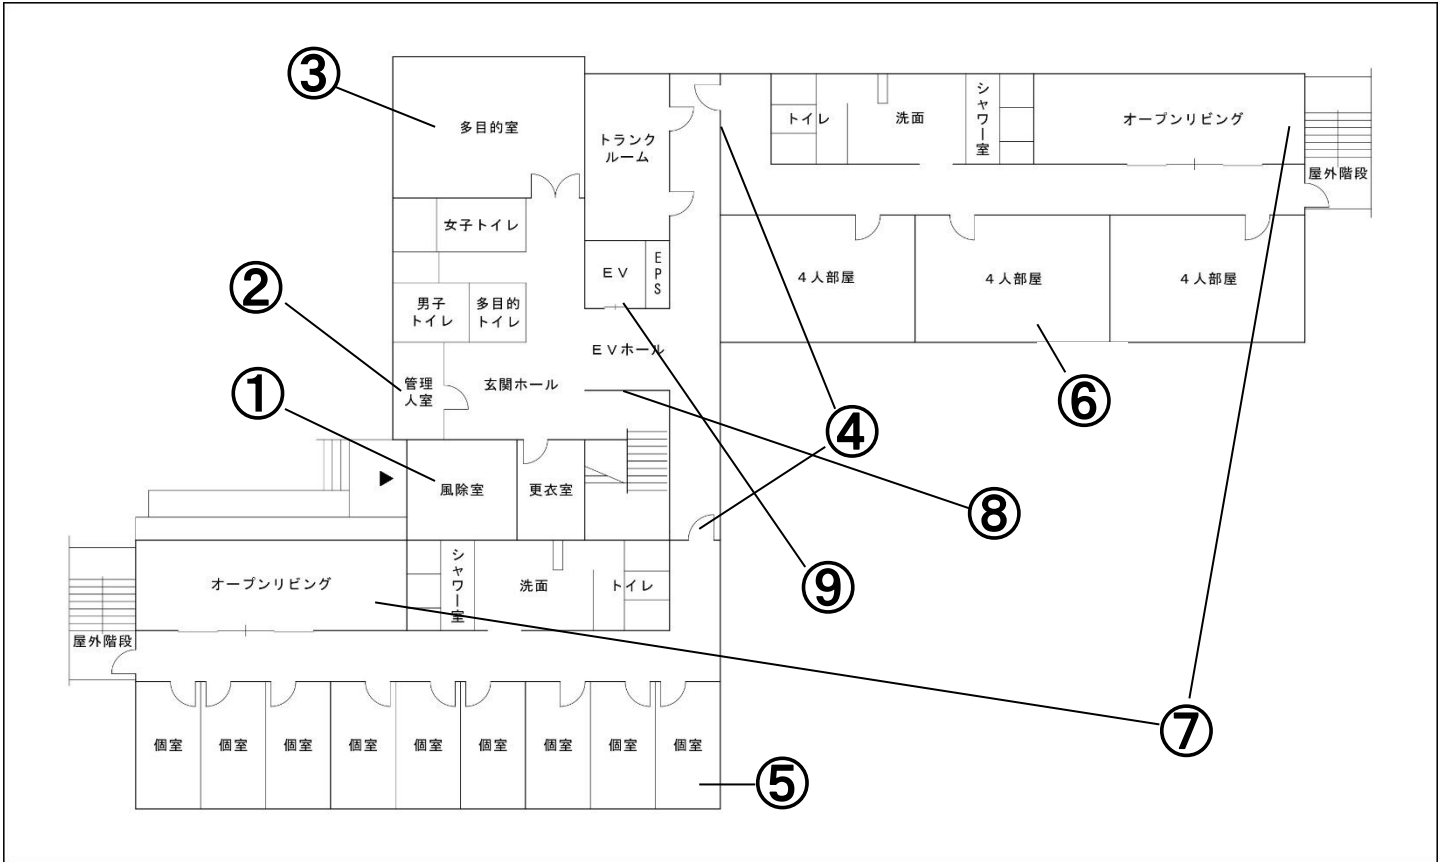 ③
多目的室
トランク
ルーム
トイレ
洗面
シャワー室
オープンリビング
屋外階段
女子トイレ
EV
EPS
②
男子
トイレ
多目的
トイレ
4人部屋
4人部屋
4人部屋
EVホール
①
管理
人室
玄関ホール
④
⑥
風除室
更衣室
⑧
オープンリビング
シャワー室
洗面
トイレ
⑨
屋外階段
⑦
個室
個室
個室
個室
個室
個室
個室
個室
個室
⑤